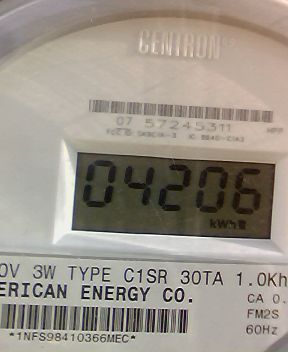 CENTRON
07 57245311
04206
kWh
0V 3W TYPE C1SR 30TA 1.0Kh
ERICAN ENERGY CO.
CA 0.
FM2S
*1NFS98410366MEC*
60Hz